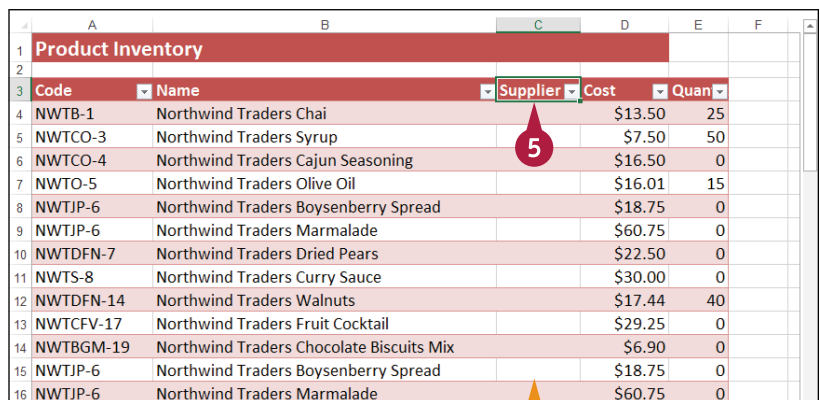 A B C D E F
1 Product Inventory
2
3 Code Name Supplier Cost Quan
4 NWTB-1 Northwind Traders Chai $13.50 25
5 NWTCO-3 Northwind Traders Syrup $7.50 50
5
6 NWTCO-4 Northwind Traders Cajun Seasoning $16.50 0
7 NWTO-5 Northwind Traders Olive Oil $16.01 15
8 NWTJP-6 Northwind Traders Boysenberry Spread $18.75 0
9 NWTJP-6 Northwind Traders Marmalade $60.75 0
10 NWTDFN-7 Northwind Traders Dried Pears $22.50 0
11 NWTS-8 Northwind Traders Curry Sauce $30.00 0
12 NWTDFN-14 Northwind Traders Walnuts $17.44 40
13 NWTCFV-17 Northwind Traders Fruit Cocktail $29.25 0
14 NWTBGM-19 Northwind Traders Chocolate Biscuits Mix $6.90 0
15 NWTJP-6 Northwind Traders Boysenberry Spread $18.75 0
16 NWTJP-6 Northwind Traders Marmalade $60.75 0